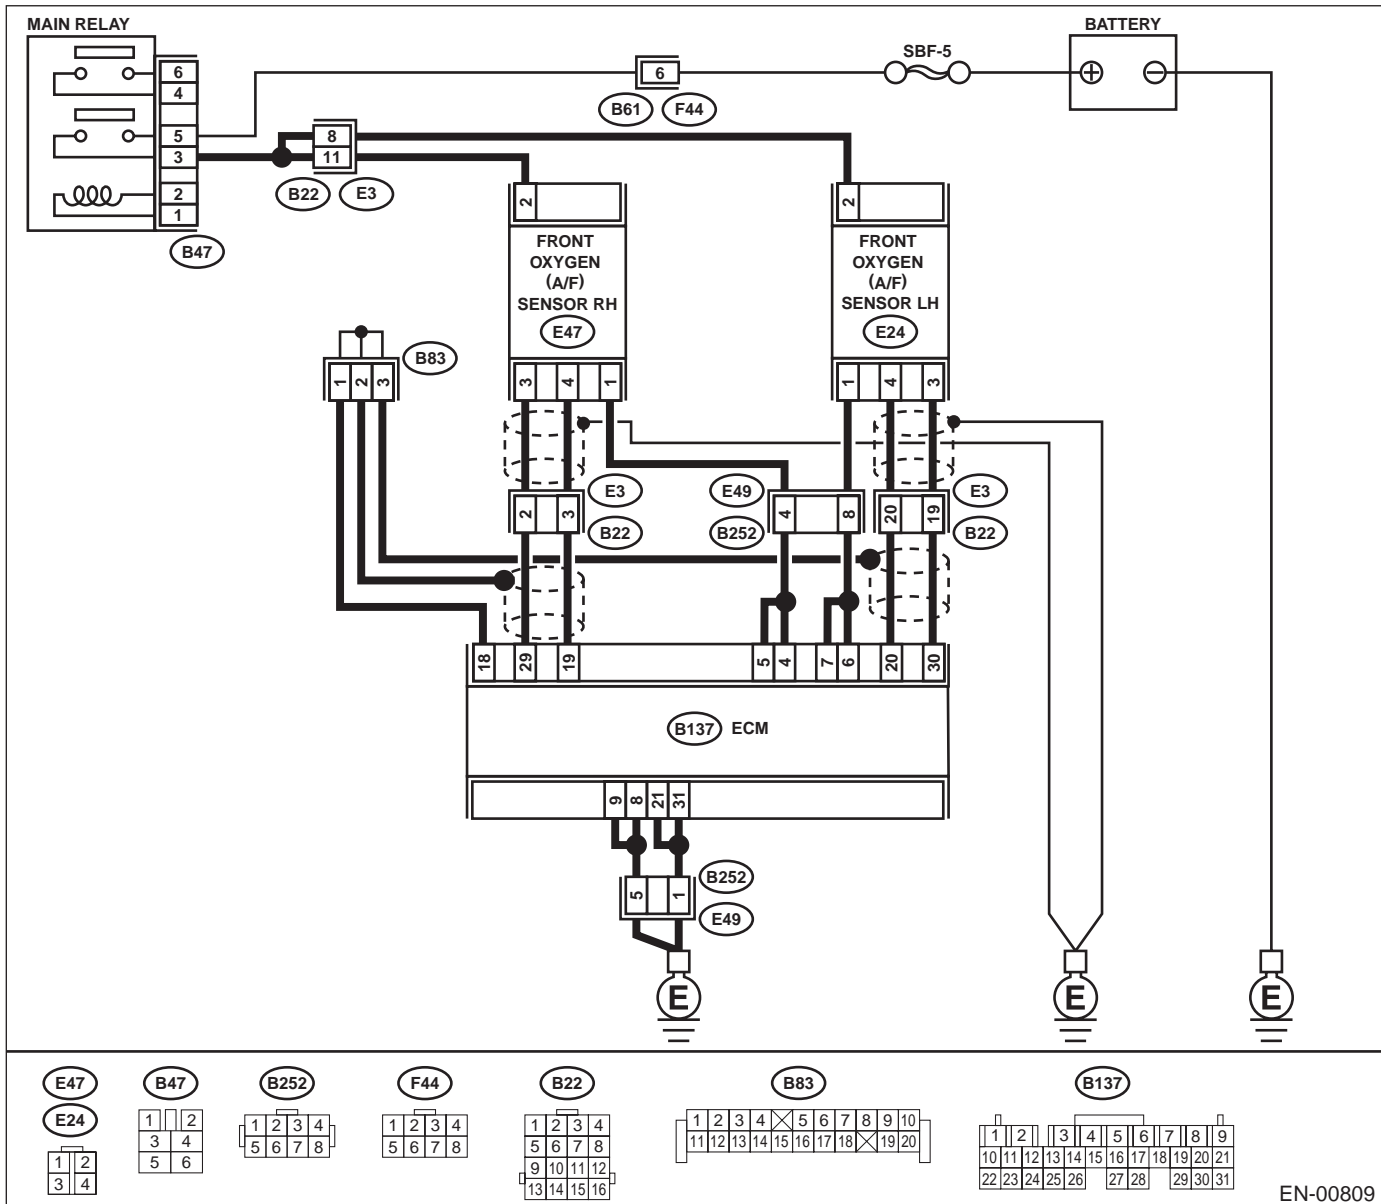 MAIN RELAY
BATTERY
SBF-5
6
4
5
3
2
1
B47
6
B61 F44
8
11
B22 E3
2
FRONT
OXYGEN
(A/F)
SENSOR RH
E47
2
FRONT
OXYGEN
(A/F)
SENSOR LH
E24
B83
1 2 3
3 4 1
1 4 3
E3
B22
2 3
E49
B252
4 8
20 19
E3
B22
18 29 19 5 4 7 6 20 30
B137 ECM
9 8 21 31
B252
5 1
E49
E
E
E
E47
E24
1 2
3 4
B47
1 2
3 4
5 6
B252
1 2 3 4
5 6 7 8
F44
1 2 3 4
5 6 7 8
B22
1 2 3 4
5 6 7 8
9 10 11 12
13 14 15 16
B83
1 2 3 4 5 6 7 8 9 10
11 12 13 14 15 16 17 18 19 20
B137
1 2 3 4 5 6 7 8 9
10 11 12 13 14 15 16 17 18 19 20 21
22 23 24 25 26 27 28 29 30 31
EN-00809